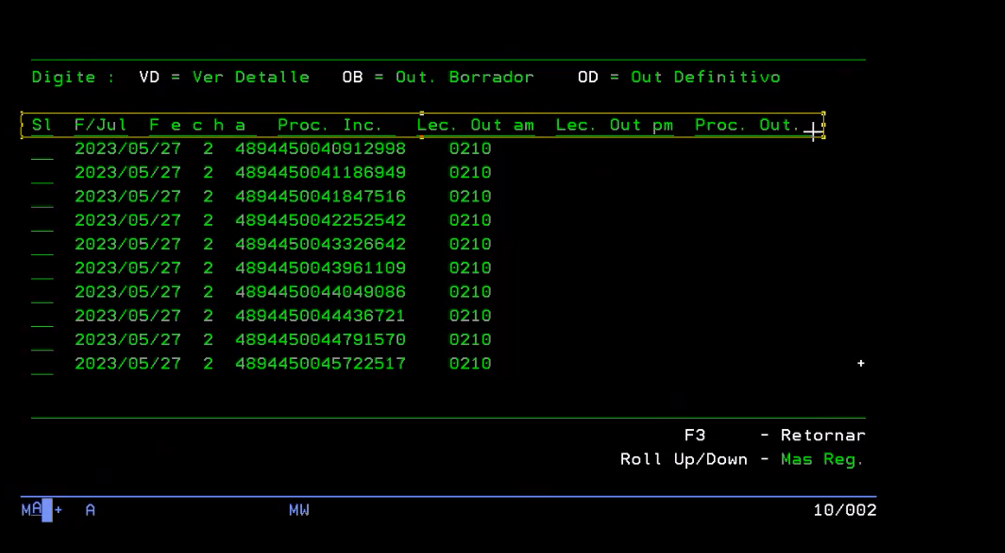 Digite : VD = Ver Detalle OB = Out. Borrador OD = Out Definitivo
Sl F/Jul F e c h a Proc. Inc. Lec. Out am Lec. Out pm Proc. Out.
__ 2023/05/27 2 4894450040912998 0210
__ 2023/05/27 2 4894450041186949 0210
__ 2023/05/27 2 4894450041847516 0210
__ 2023/05/27 2 4894450042252542 0210
__ 2023/05/27 2 4894450043326642 0210
__ 2023/05/27 2 4894450043961109 0210
__ 2023/05/27 2 4894450044049086 0210
__ 2023/05/27 2 4894450044436721 0210
__ 2023/05/27 2 4894450044791570 0210
__ 2023/05/27 2 4894450045722517 0210 +
F3 - Retornar
Roll Up/Down - Mas Reg.
MA + A MW 10/002